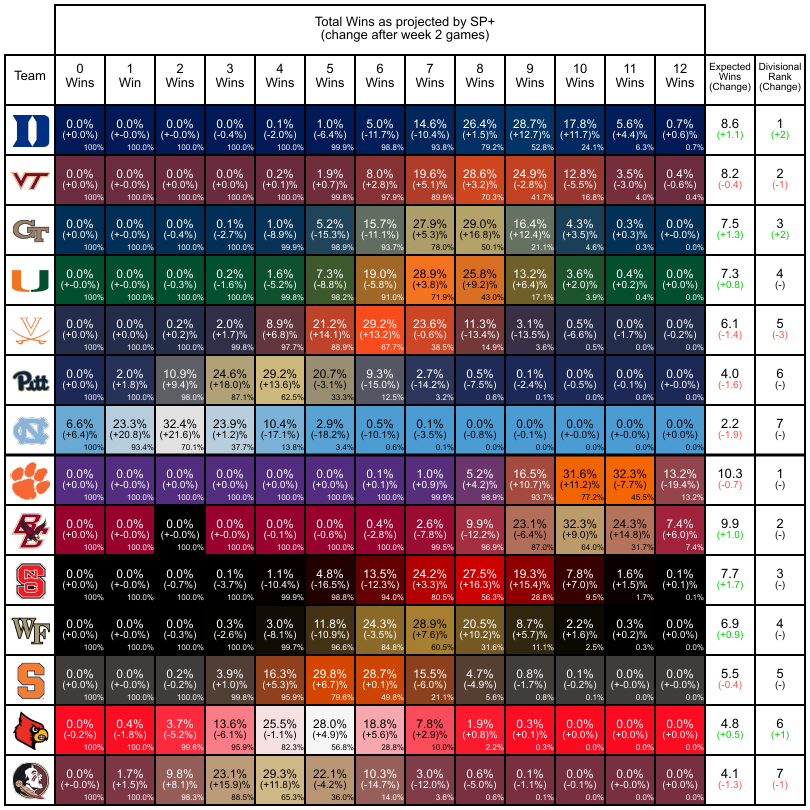 Total Wins as projected by SP+
(change after week 2 games)
Team
0 Wins
1 Win
2 Wins
3 Wins
4 Wins
5 Wins
6 Wins
7 Wins
8 Wins
9 Wins
10 Wins
11 Wins
12 Wins
Expected Wins (Change)
Divisional Rank (Change)
D
0.0% 0.0% 0.0% 0.0% 0.1% 1.0% 5.0% 14.6% 26.4% 28.7% 17.8% 5.6% 0.7% 8.6 1
(+0.0)% (+-0.0)% (+-0.0)% (-0.4)% (-2.0)% (-6.4)% (-11.7)% (-10.4)% (+1.5)% (+12.7)% (+11.7)% (+4.4)% (+0.6)% (+1.1) (+2)
100% 100% 100.0% 100.0% 100.0% 99.9% 98.8% 93.8% 79.2% 52.8% 24.1% 6.3% 0.7%
VT
0.0% 0.0% 0.0% 0.0% 0.2% 1.9% 8.0% 19.6% 28.6% 24.9% 12.8% 3.5% 0.4% 8.2 2
(+0.0)% (+-0.0)% (+-0.0)% (+0.0)% (+0.1)% (+0.7)% (+2.8)% (+5.1)% (+3.2)% (-2.8)% (-5.5)% (-3.0)% (-0.6)% (-0.4) (-1)
100% 100% 100.0% 100.0% 100.0% 99.8% 97.9% 89.9% 70.3% 41.7% 16.8% 4.0% 0.4%
GT
0.0% 0.0% 0.0% 0.1% 1.0% 5.2% 15.7% 27.9% 29.0% 16.4% 4.3% 0.3% 0.0% 7.5 3
(+0.0)% (+-0.0)% (-0.4)% (-2.7)% (-8.9)% (-15.3)% (-11.1)% (+5.3)% (+16.8)% (+12.4)% (+3.5)% (+0.3)% (+-0.0)% (+1.3) (+2)
100% 100% 100.0% 100.0% 99.9% 98.9% 93.7% 78.0% 50.1% 21.1% 4.6% 0.3% 0.0%
U
0.0% 0.0% 0.0% 0.2% 1.6% 7.3% 19.0% 28.9% 25.8% 13.2% 3.6% 0.4% 0.0% 7.3 4
(+-0.0)% (+-0.0)% (-0.3)% (-1.6)% (-5.2)% (-8.8)% (-5.8)% (+3.8)% (+9.2)% (+6.4)% (+2.0)% (+0.2)% (+0.0)% (+0.8) (-)
100% 100% 100.0% 100.0% 99.8% 98.2% 91.0% 71.9% 43.0% 17.1% 3.9% 0.4% 0.0%
V
0.0% 0.0% 0.2% 2.0% 8.9% 21.2% 29.2% 23.6% 11.3% 3.1% 0.5% 0.0% 0.0% 6.1 5
(+0.0)% (+0.0)% (+0.2)% (+1.7)% (+6.8)% (+14.1)% (+13.2)% (-0.6)% (-13.4)% (-13.5)% (-6.6)% (-1.7)% (-0.2)% (-1.4) (-3)
100% 100% 100.0% 99.8% 97.7% 88.9% 67.7% 38.5% 14.9% 3.6% 0.5% 0.0% 0.0%
Pitt
0.0% 2.0% 10.9% 24.6% 29.2% 20.7% 9.3% 2.7% 0.5% 0.1% 0.0% 0.0% 0.0% 4.0 6
(+0.0)% (+1.8)% (+9.4)% (+18.0)% (+13.6)% (-3.1)% (-15.0)% (-14.2)% (-7.5)% (-2.4)% (-0.5)% (-0.1)% (+-0.0)% (-1.6) (-)
100% 100.0% 98.0% 87.1% 62.5% 33.3% 12.5% 3.2% 0.6% 0.1% 0.0% 0.0% 0.0%
NC
6.6% 23.3% 32.4% 23.9% 10.4% 2.9% 0.5% 0.1% 0.0% 0.0% 0.0% 0.0% 0.0% 2.2 7
(+6.4)% (+20.8)% (+21.6)% (+1.2)% (-17.1)% (-18.2)% (-10.1)% (-3.5)% (-0.8)% (-0.1)% (+-0.0)% (+-0.0)% (+0.0)% (-1.9) (-)
100% 93.4% 70.1% 37.7% 13.8% 3.4% 0.6% 0.1% 0.0% 0.0% 0.0% 0.0% 0.0%
0.0% 0.0% 0.0% 0.0% 0.0% 0.0% 0.1% 1.0% 5.2% 16.5% 31.6% 32.3% 13.2% 10.3 1
(+0.0)% (+0.0)% (+0.0)% (+0.0)% (+0.0)% (+0.0)% (+0.1)% (+0.9)% (+4.2)% (+10.7)% (+11.2)% (-7.7)% (-19.4)% (-0.7) (-)
100% 100% 100.0% 100.0% 100.0% 100.0% 100.0% 99.9% 98.9% 93.7% 77.2% 45.5% 13.2%
BC
0.0% 0.0% 0.0% 0.0% 0.0% 0.0% 0.4% 2.6% 9.9% 23.1% 32.3% 24.3% 7.4% 9.9 2
(+0.0)% (+0.0)% (+-0.0)% (+-0.0)% (-0.1)% (-0.6)% (-2.8)% (-7.8)% (-12.2)% (-6.4)% (+9.0)% (+14.8)% (+6.0)% (+1.0) (-)
100% 100% 100.0% 100.0% 100.0% 100.0% 100.0% 99.5% 96.9% 87.0% 64.0% 31.7% 7.4%
NCS
0.0% 0.0% 0.0% 0.1% 1.1% 4.8% 13.5% 24.2% 27.5% 19.3% 7.8% 1.6% 0.1% 7.7 3
(+0.0)% (+-0.0)% (-0.7)% (-3.7)% (-10.4)% (-16.5)% (-12.3)% (+3.3)% (+16.3)% (+15.4)% (+7.0)% (+1.5)% (+0.1)% (+1.7) (-)
100% 100% 100.0% 100.0% 99.9% 98.8% 94.0% 80.5% 56.3% 28.8% 9.5% 1.7% 0.1%
WF
0.0% 0.0% 0.0% 0.3% 3.0% 11.8% 24.3% 28.9% 20.5% 8.7% 2.2% 0.3% 0.0% 6.9 4
(+0.0)% (+-0.0)% (-0.3)% (-2.6)% (-8.1)% (-10.9)% (-3.5)% (+7.6)% (+10.2)% (+5.7)% (+1.6)% (+0.2)% (+0.0)% (+0.9) (-)
100% 100% 100.0% 100.0% 99.7% 96.6% 84.8% 60.5% 31.6% 11.1% 2.5% 0.3% 0.0%
S
0.0% 0.0% 0.2% 3.9% 16.3% 29.8% 28.7% 15.5% 4.7% 0.8% 0.1% 0.0% 0.0% 5.5 5
(+0.0)% (+-0.0)% (-0.2)% (+1.0)% (+5.3)% (+6.7)% (+0.1)% (-6.0)% (-4.9)% (-1.7)% (-0.2)% (+-0.0)% (+-0.0)% (-0.4) (-)
100% 100% 100.0% 99.8% 95.9% 79.6% 49.8% 21.1% 5.6% 0.8% 0.1% 0.0% 0.0%
0.0% 0.4% 3.7% 13.6% 25.5% 28.0% 18.8% 7.8% 1.9% 0.3% 0.0% 0.0% 0.0% 4.8 6
(-0.2)% (-1.8)% (-5.2)% (-6.1)% (-1.1)% (+4.9)% (+5.6)% (+2.9)% (+0.8)% (+0.1)% (+0.0)% (+0.0)% (+0.0)% (+0.5) (+1)
100% 100.0% 99.6% 95.9% 82.3% 56.8% 28.8% 10.0% 2.2% 0.3% 0.0% 0.0% 0.0%
0.0% 1.7% 9.8% 23.1% 29.3% 22.1% 10.3% 3.0% 0.6% 0.1% 0.0% 0.0% 0.0% 4.1 7
(+-0.0)% (+1.5)% (+8.1)% (+15.9)% (+11.8)% (-4.2)% (-14.7)% (-12.0)% (-5.0)% (-1.1)% (-0.1)% (+-0.0)% (+-0.0)% (-1.3) (-1)
100% 100.0% 98.3% 88.5% 65.3% 36.0% 14.0% 3.6% 0.6% 0.1% 0.0% 0.0% 0.0%